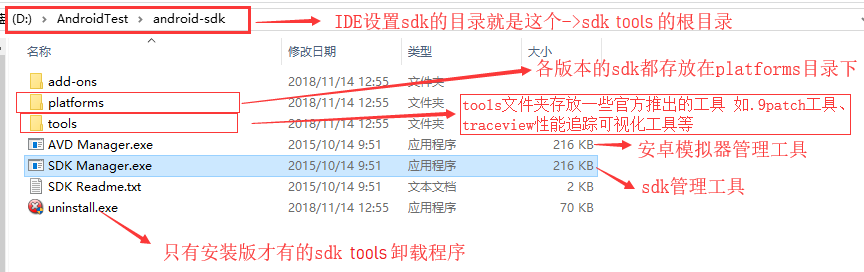 (D:) > AndroidTest > android-sdk
IDE设置sdk的目录就是这个->sdk tools 的根目录
名称 修改日期 类型 大小
add-ons 2018/11/14 12:55 文件夹
各版本的sdk都存放在platforms目录下
platforms 2018/11/14 12:55 文件夹
tools 2018/11/14 12:55 文件夹
tools文件夹存放一些官方推出的工具 如.9patch工具、
traceview性能追踪可视化工具等
AVD Manager.exe 2015/10/14 9:51 应用程序 216 KB
安卓模拟器管理工具
SDK Manager.exe 2015/10/14 9:51 应用程序 216 KB
SDK Readme.txt 2015/10/14 9:51 文本文档 2 KB
sdk管理工具
uninstall.exe 2018/11/14 12:55 应用程序 70 KB
只有安装版才有的sdk tools 卸载程序